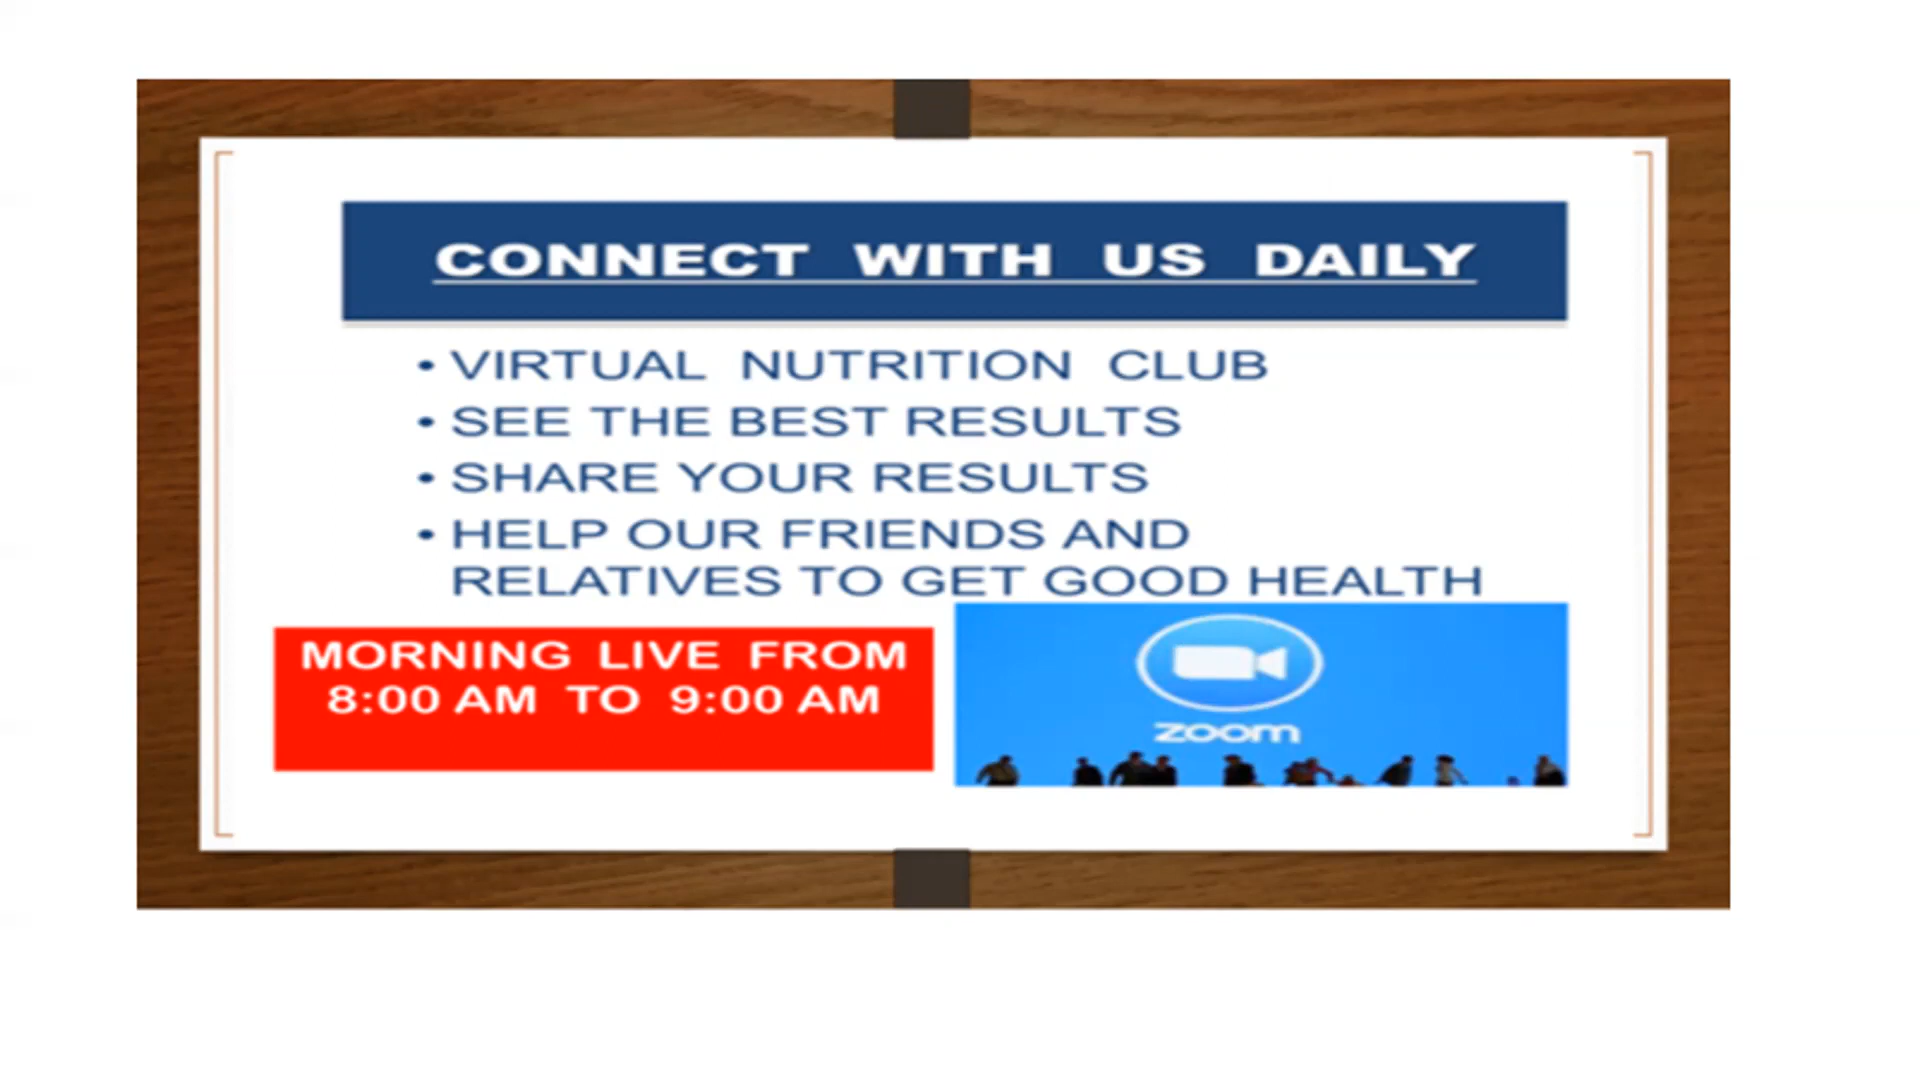 CONNECT WITH US DAILY
• VIRTUAL NUTRITION CLUB
• SEE THE BEST RESULTS
• SHARE YOUR RESULTS
• HELP OUR FRIENDS AND
RELATIVES TO GET GOOD HEALTH
MORNING LIVE FROM
8:00 AM TO 9:00 AM
zoom